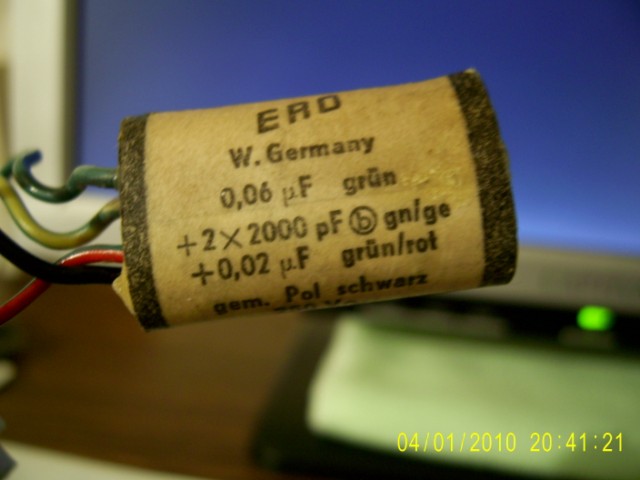 ERO
W. Germany
0,06 µF grün
+2×2000 pF ⓑ gn/ge
+0,02 µF grün/rot
gem. Pol schwarz
04/01/2010 20:41:21